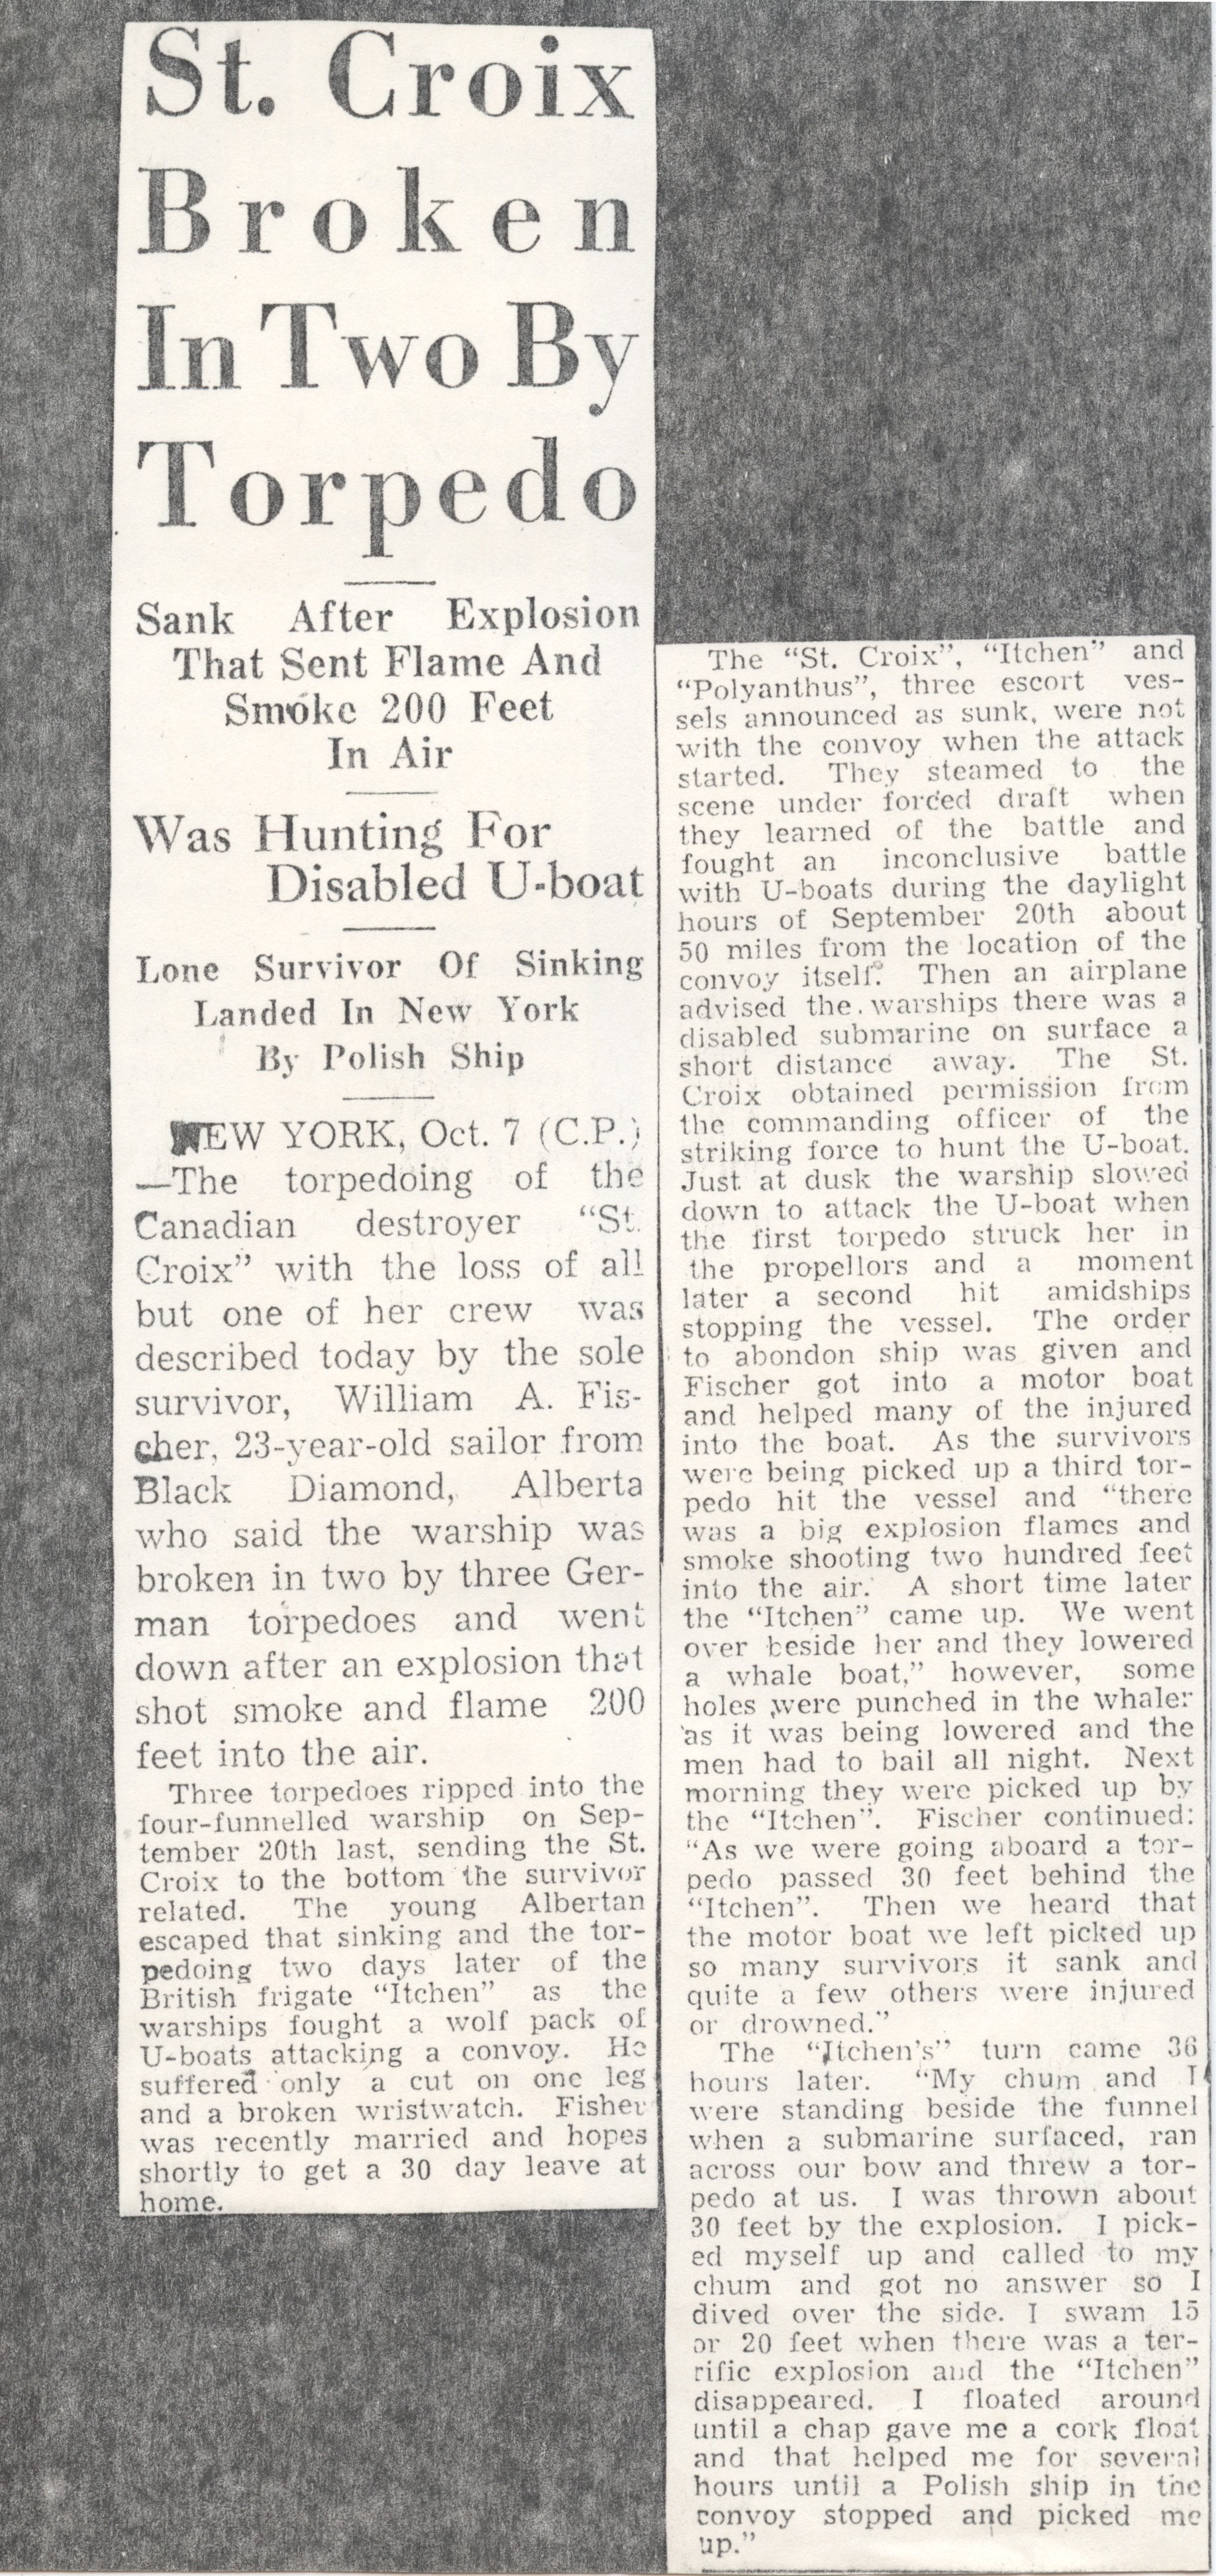 St. Croix
Broken
In Two By
Torpedo
Sank After Explosion
That Sent Flame And
Smoke 200 Feet
In Air
Was Hunting For
Disabled U-boat
Lone Survivor Of Sinking
Landed In New York
By Polish Ship
NEW YORK, Oct. 7 (C.P.)
—The torpedoing of the
Canadian destroyer “St.
Croix” with the loss of all
but one of her crew was
described today by the sole
survivor, William A. Fis-
cher, 23-year-old sailor from
Black Diamond, Alberta
who said the warship was
broken in two by three Ger-
man torpedoes and went
down after an explosion that
shot smoke and flame 200
feet into the air.
Three torpedoes ripped into the
four-funnelled warship on Sep-
tember 20th last, sending the St.
Croix to the bottom the survivor
related. The young Albertan
escaped that sinking and the tor-
pedoing two days later of the
British frigate “Itchen” as the
warships fought a wolf pack of
U-boats attacking a convoy. He
suffered only a cut on one leg
and a broken wristwatch. Fisher
was recently married and hopes
shortly to get a 30 day leave at
home.
The “St. Croix”, “Itchen” and
“Polyanthus”, three escort ves-
sels announced as sunk, were not
with the convoy when the attack
started. They steamed to the
scene under forced draft when
they learned of the battle and
fought an inconclusive battle
with U-boats during the daylight
hours of September 20th about
50 miles from the location of the
convoy itself. Then an airplane
advised the warships there was a
disabled submarine on surface a
short distance away. The St.
Croix obtained permission from
the commanding officer of the
striking force to hunt the U-boat.
Just at dusk the warship slowed
down to attack the U-boat when
the first torpedo struck her in
the propellors and a moment
later a second hit amidships
stopping the vessel. The order
to abondon ship was given and
Fischer got into a motor boat
and helped many of the injured
into the boat. As the survivors
were being picked up a third tor-
pedo hit the vessel and “there
was a big explosion flames and
smoke shooting two hundred feet
into the air. A short time later
the “Itchen” came up. We went
over beside her and they lowered
a whale boat,” however, some
holes were punched in the whaler
as it was being lowered and the
men had to bail all night. Next
morning they were picked up by
the “Itchen”. Fischer continued:
“As we were going aboard a tor-
pedo passed 30 feet behind the
“Itchen”. Then we heard that
the motor boat we left picked up
so many survivors it sank and
quite a few others were injured
or drowned.”
The “Itchen's” turn came 36
hours later. “My chum and I
were standing beside the funnel
when a submarine surfaced, ran
across our bow and threw a tor-
pedo at us. I was thrown about
30 feet by the explosion. I pick-
ed myself up and called to my
chum and got no answer so I
dived over the side. I swam 15
or 20 feet when there was a ter-
rific explosion and the “Itchen”
disappeared. I floated around
until a chap gave me a cork float
and that helped me for several
hours until a Polish ship in the
convoy stopped and picked me
up.”